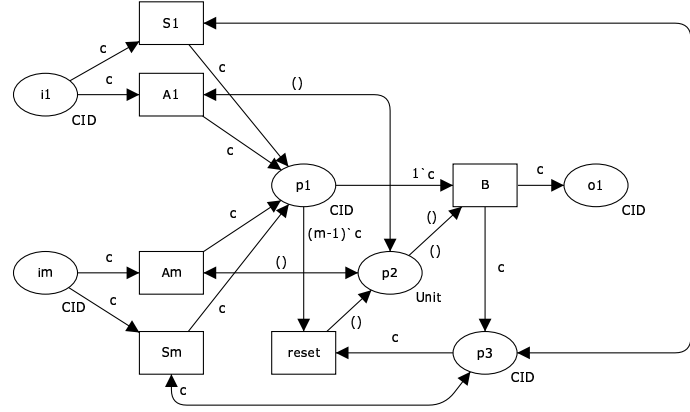 S1
c
c
i1
c
A1
()
CID
c
p1
1`c
B
c
o1
CID
CID
c
()
(m-1)`c
()
im
c
Am
()
p2
c
CID
c
c
Unit
()
Sm
reset
c
p3
CID
c